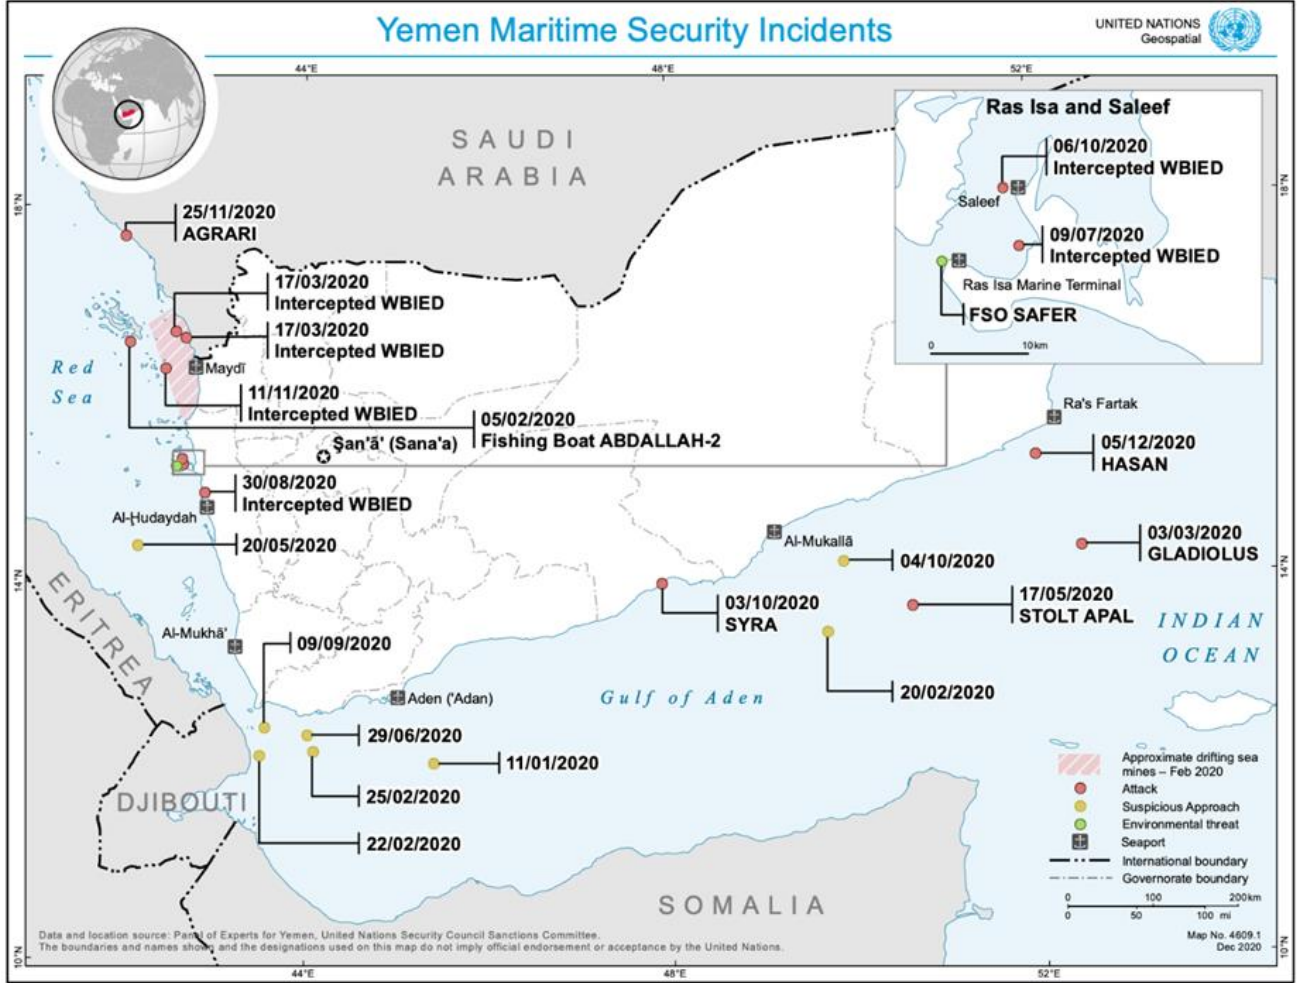 Yemen Maritime Security Incidents
UNITED NATIONS
Geospatial
44°E
48°E
52°E
18°N
18°N
SAUDI
ARABIA
Ras Isa and Saleef
06/10/2020
Intercepted WBIED
Saleef
09/07/2020
Intercepted WBIED
Ras Isa Marine Terminal
FSO SAFER
0
10km
25/11/2020
AGRARI
17/03/2020
Intercepted WBIED
17/03/2020
Intercepted WBIED
Maydī
Red
Sea
11/11/2020
Intercepted WBIED
05/02/2020
Fishing Boat ABDALLAH-2
Şan'ā' (Sana'a)
Ra's Fartak
05/12/2020
HASAN
30/08/2020
Intercepted WBIED
Al-Ḩudaydah
20/05/2020
Al-Mukallā
04/10/2020
03/03/2020
GLADIOLUS
14°N
14°N
ERITREA
03/10/2020
SYRA
17/05/2020
STOLT APAL
INDIAN
OCEAN
Al-Mukhā'
09/09/2020
20/02/2020
Aden ('Adan)
Gulf of Aden
29/06/2020
11/01/2020
25/02/2020
22/02/2020
DJIBOUTI
SOMALIA
Approximate drifting sea
mines – Feb 2020
Attack
Suspicious Approach
Environmental threat
Seaport
International boundary
Governorate boundary
0 100 200km
0 50 100 mi
Data and location source: Panel of Experts for Yemen, United Nations Security Council Sanctions Committee.
The boundaries and names shown and the designations used on this map do not imply official endorsement or acceptance by the United Nations.
Map No. 4609.1
Dec 2020
10°N
10°N
44°E
48°E
52°E